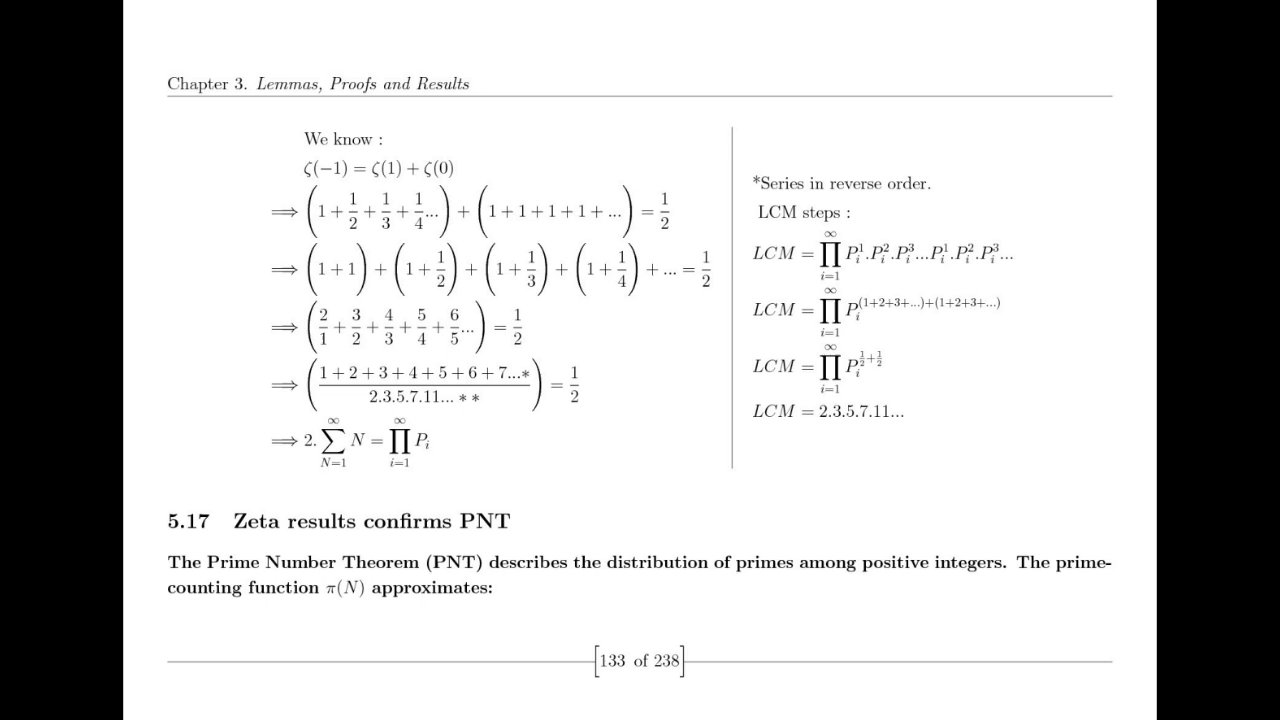 Chapter 3. Lemmas, Proofs and Results
We know :
ζ(−1) = ζ(1) + ζ(0)
⟹ (1 + 1/2 + 1/3 + 1/4...) + (1 + 1 + 1 + 1 + ...) = 1/2
⟹ (1 + 1) + (1 + 1/2) + (1 + 1/3) + (1 + 1/4) + ... = 1/2
⟹ (2/1 + 3/2 + 4/3 + 5/4 + 6/5...) = 1/2
⟹ ((1 + 2 + 3 + 4 + 5 + 6 + 7...*)/(2.3.5.7.11... * *)) = 1/2
⟹ 2. ∑_{N=1}^{∞} N = ∏_{i=1}^{∞} P_i
*Series in reverse order.
LCM steps :
LCM = ∏_{i=1}^{∞} P_i^1.P_i^2.P_i^3...P_i^1.P_i^2.P_i^3...
LCM = ∏_{i=1}^{∞} P_i^{(1+2+3+...)+(1+2+3+...)}
LCM = ∏_{i=1}^{∞} P_i^{1/2+1/2}
LCM = 2.3.5.7.11...
5.17 Zeta results confirms PNT
The Prime Number Theorem (PNT) describes the distribution of primes among positive integers. The prime-
counting function π(N) approximates:
[133 of 238]